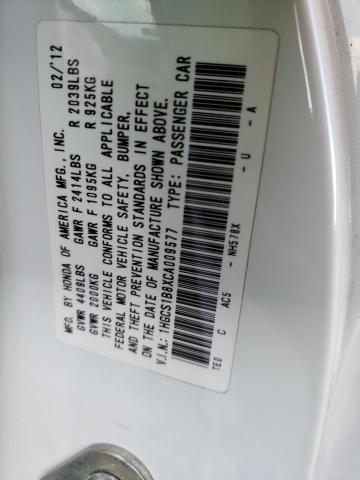 MFD. BY HONDA OF AMERICA MFG., INC. 02/'12
GVWR 4409LBS GAWR F 2414LBS R 2039LBS
GVWR 2000KG GAWR F 1095KG R 925KG
THIS VEHICLE CONFORMS TO ALL APPLICABLE
FEDERAL MOTOR VEHICLE SAFETY, BUMPER,
AND THEFT PREVENTION STANDARDS IN EFFECT
ON THE DATE OF MANUFACTURE SHOWN ABOVE.
V.I.N.: 1HGCS1B8XCA009577 TYPE: PASSENGER CAR
TE0 C AC5 - NH578X - U - A